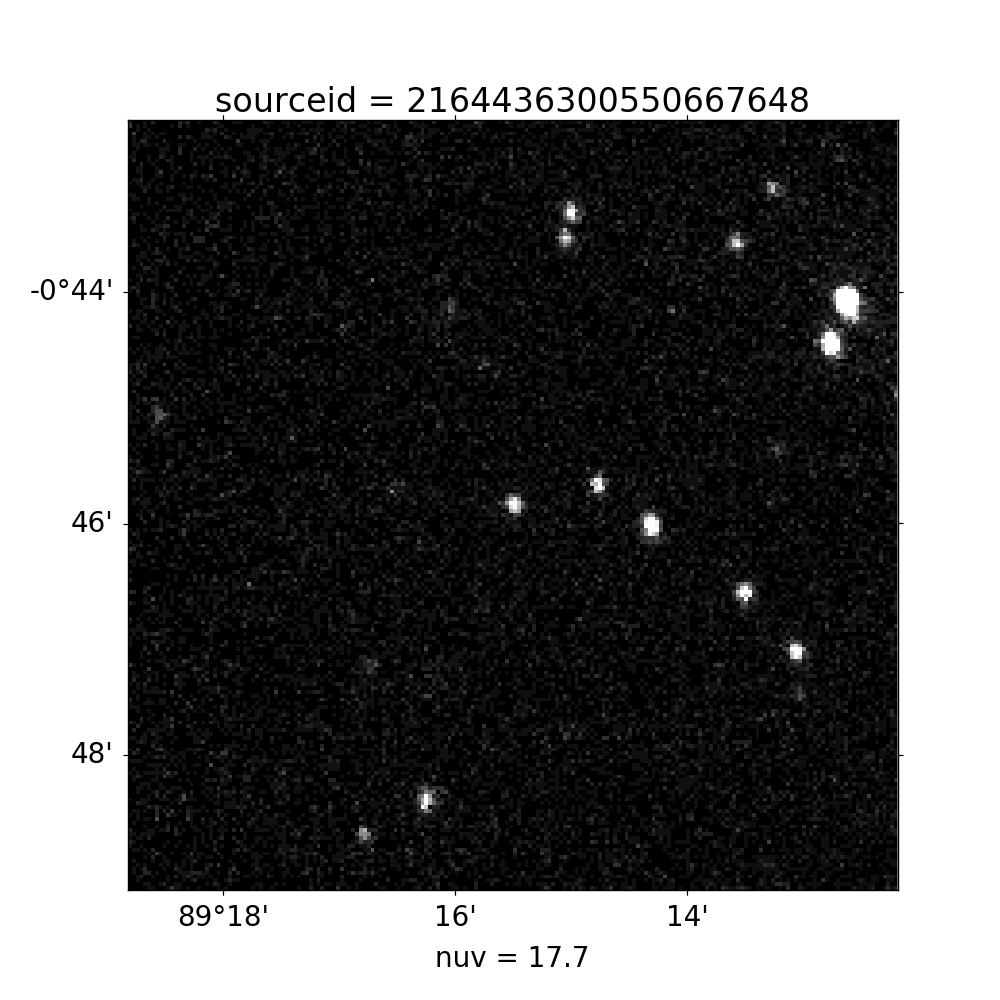 sourceid = 2164436300550667648
-0°44'
46'
48'
89°18' 16' 14'
nuv = 17.7